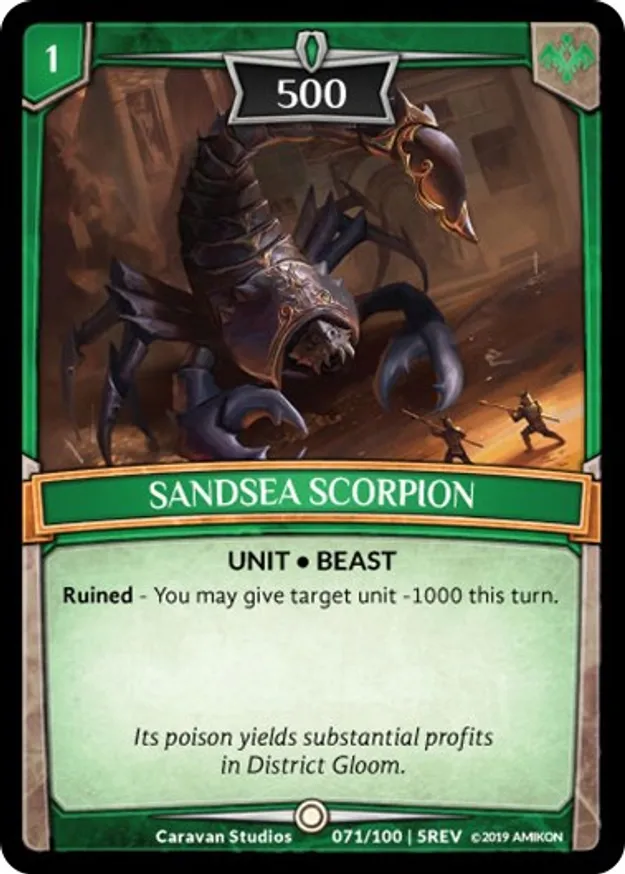 1
500
SANDSEA SCORPION
UNIT ● BEAST
Ruined - You may give target unit -1000 this turn.
Its poison yields substantial profits
in District Gloom.
Caravan Studios 071/100 | 5REV ©2019 AMIKON